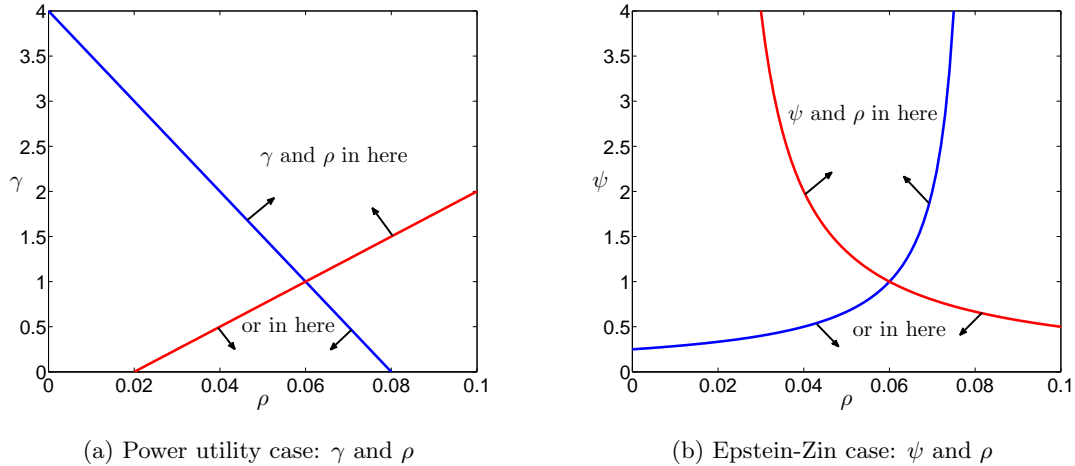 4
3.5
3
2.5
2
1.5
1
0.5
0
γ
γ and ρ in here
or in here
0 0.02 0.04 0.06 0.08 0.1
ρ
(a) Power utility case: γ and ρ
4
3.5
3
2.5
2
1.5
1
0.5
0
ψ
ψ and ρ in here
or in here
0 0.02 0.04 0.06 0.08 0.1
ρ
(b) Epstein-Zin case: ψ and ρ